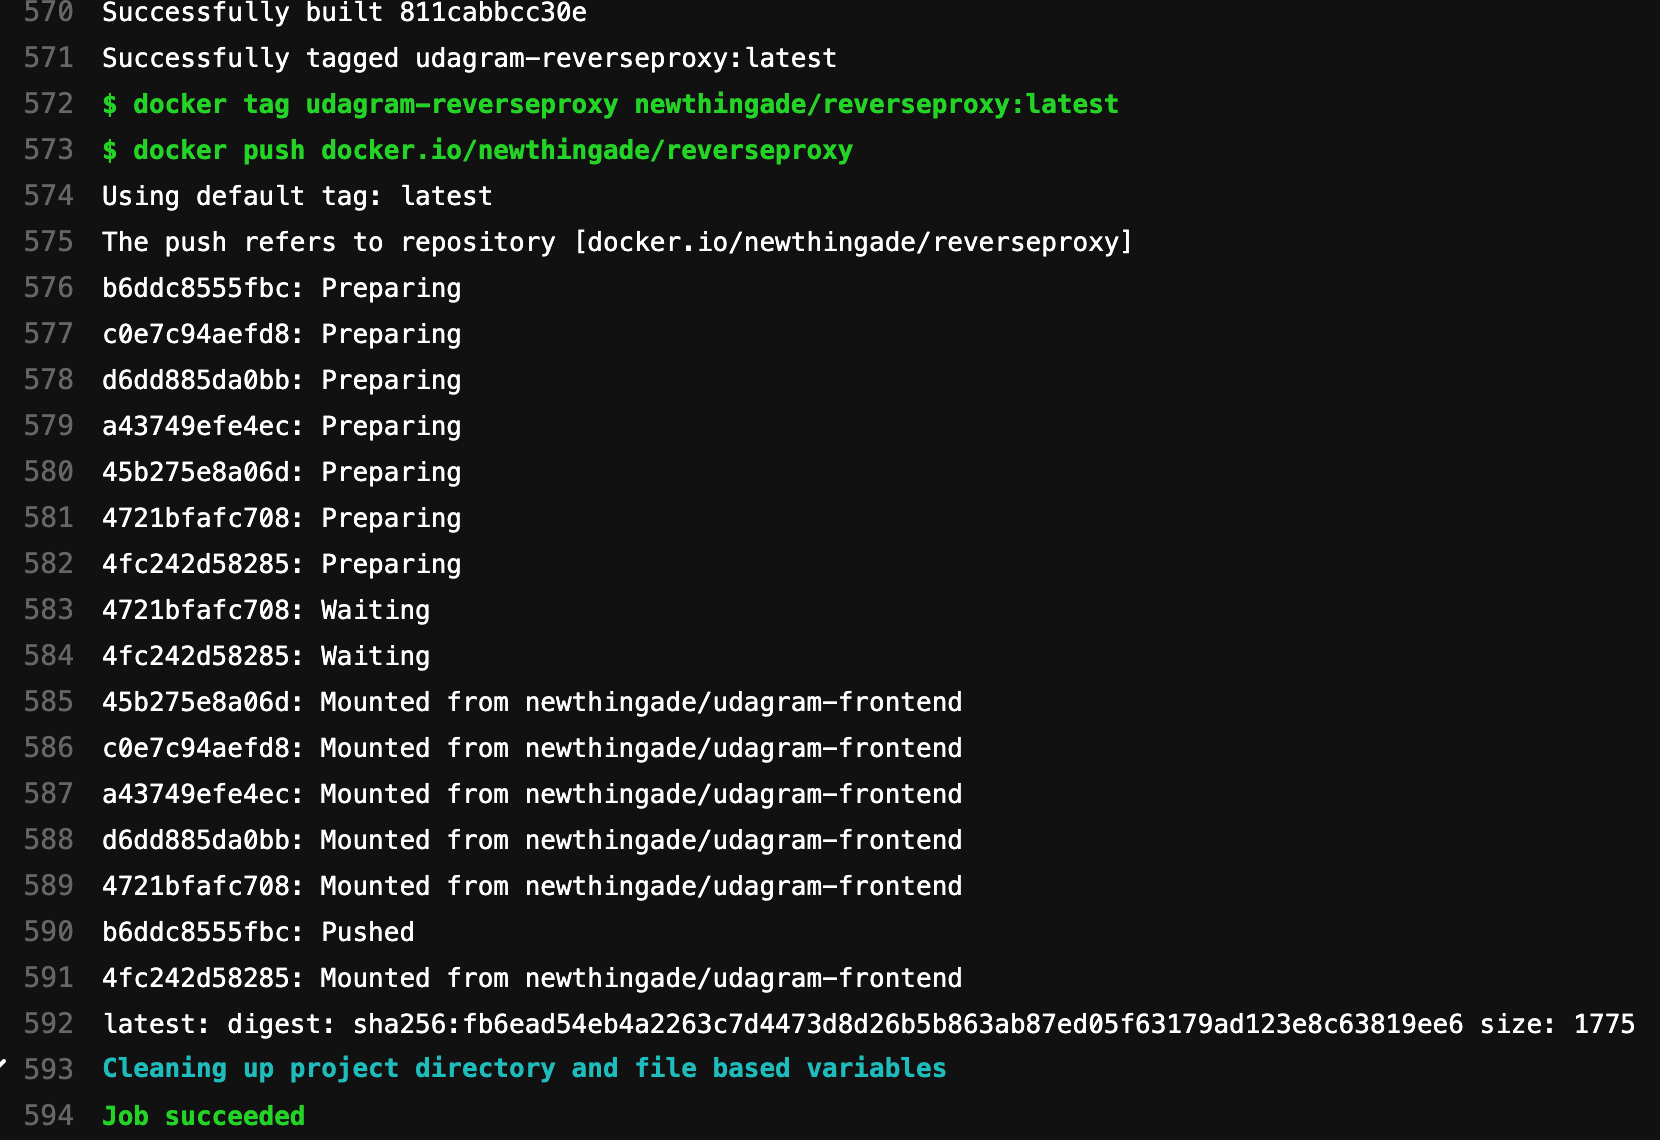 570 Successfully built 811cabbcc30e
571 Successfully tagged udagram-reverseproxy:latest
572 $ docker tag udagram-reverseproxy newthingade/reverseproxy:latest
573 $ docker push docker.io/newthingade/reverseproxy
574 Using default tag: latest
575 The push refers to repository [docker.io/newthingade/reverseproxy]
576 b6ddc8555fbc: Preparing
577 c0e7c94aefd8: Preparing
578 d6dd885da0bb: Preparing
579 a43749efe4ec: Preparing
580 45b275e8a06d: Preparing
581 4721bfafc708: Preparing
582 4fc242d58285: Preparing
583 4721bfafc708: Waiting
584 4fc242d58285: Waiting
585 45b275e8a06d: Mounted from newthingade/udagram-frontend
586 c0e7c94aefd8: Mounted from newthingade/udagram-frontend
587 a43749efe4ec: Mounted from newthingade/udagram-frontend
588 d6dd885da0bb: Mounted from newthingade/udagram-frontend
589 4721bfafc708: Mounted from newthingade/udagram-frontend
590 b6ddc8555fbc: Pushed
591 4fc242d58285: Mounted from newthingade/udagram-frontend
592 latest: digest: sha256:fb6ead54eb4a2263c7d4473d8d26b5b863ab87ed05f63179ad123e8c63819ee6 size: 1775
593 Cleaning up project directory and file based variables
594 Job succeeded